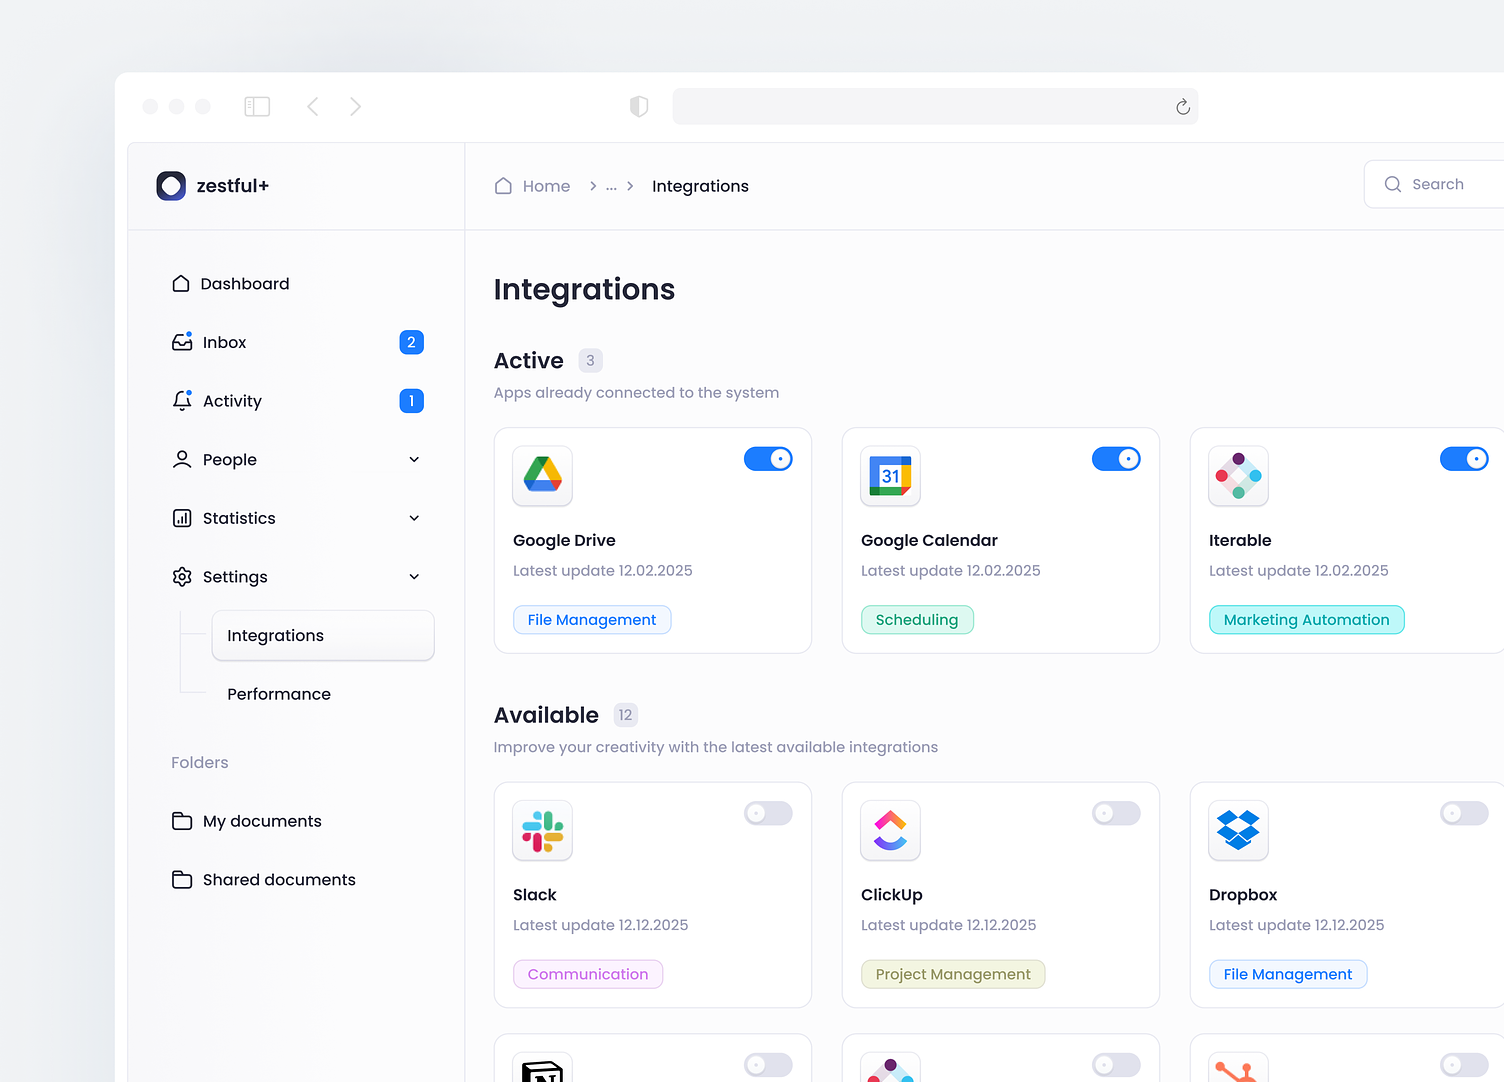 zestful+
Home > ... > Integrations
Search
Dashboard
Inbox 2
Activity 1
People
Statistics
Settings
Integrations
Performance
Folders
My documents
Shared documents
Integrations
Active 3
Apps already connected to the system
31
Google Drive
Latest update 12.02.2025
File Management
Google Calendar
Latest update 12.02.2025
Scheduling
Iterable
Latest update 12.02.2025
Marketing Automation
Available 12
Improve your creativity with the latest available integrations
Slack
Latest update 12.12.2025
Communication
ClickUp
Latest update 12.12.2025
Project Management
Dropbox
Latest update 12.12.2025
File Management
N